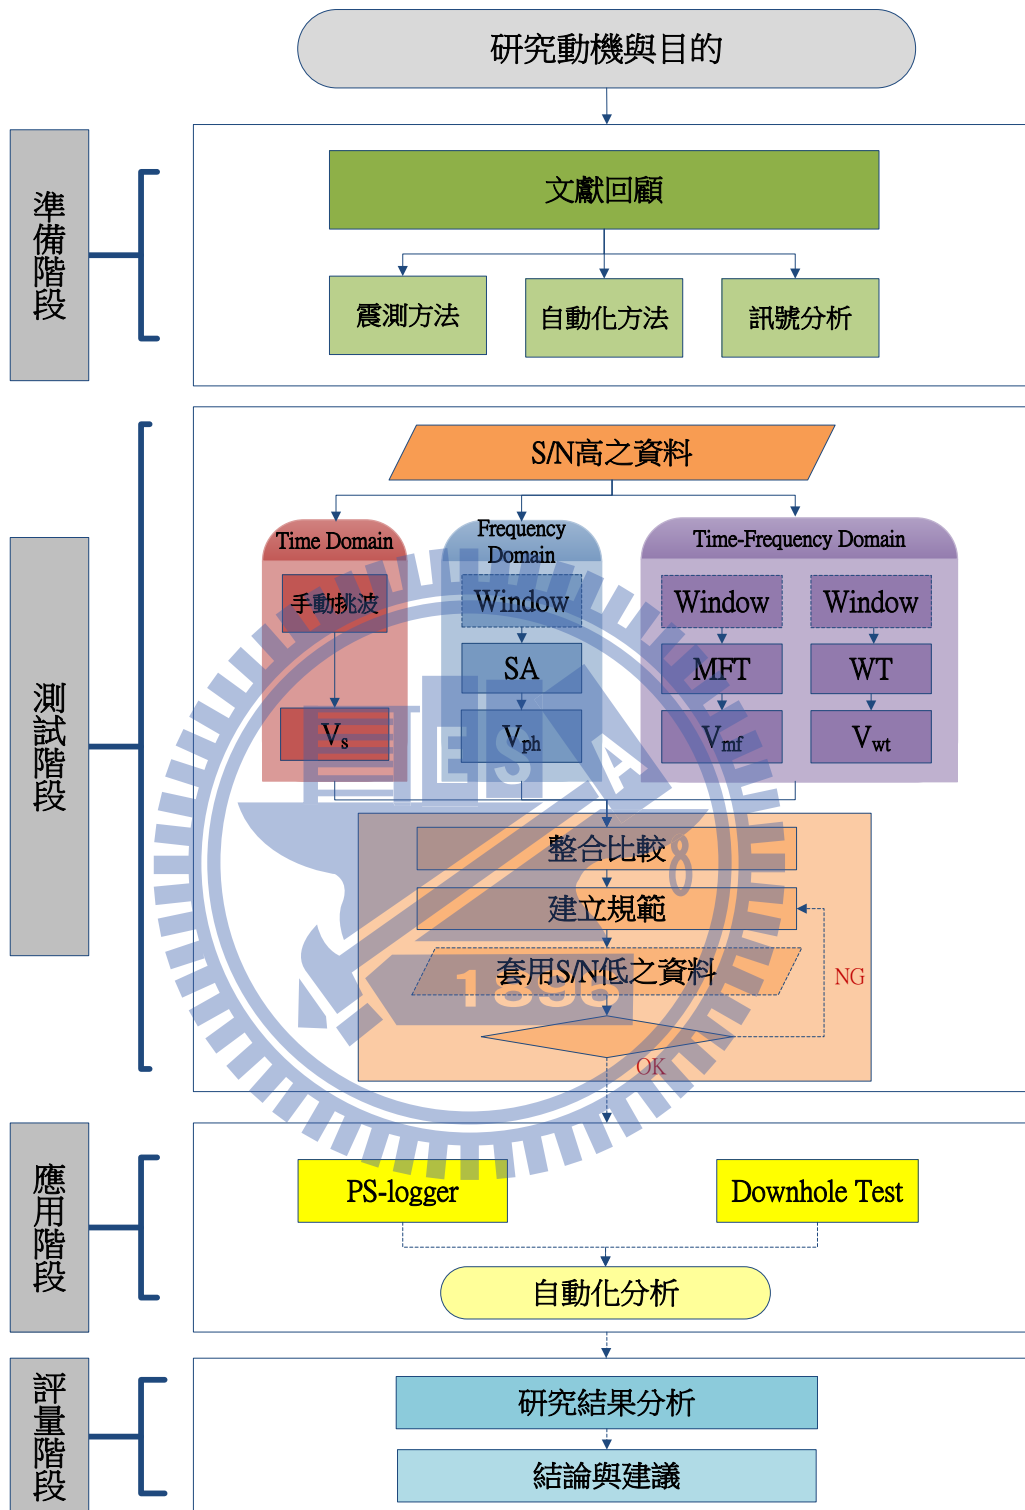 研究動機與目的
準備階段
文獻回顧
震測方法
自動化方法
訊號分析
測試階段
S/N高之資料
Time Domain
手動挑波
Vs
Frequency
Domain
Window
SA
Vph
Time-Frequency Domain
Window
MFT
Vmf
Window
WT
Vwt
整合比較
建立規範
套用S/N低之資料
NG
OK
ES
A
8
1896
應用階段
PS-logger
Downhole Test
自動化分析
評量階段
研究結果分析
結論與建議